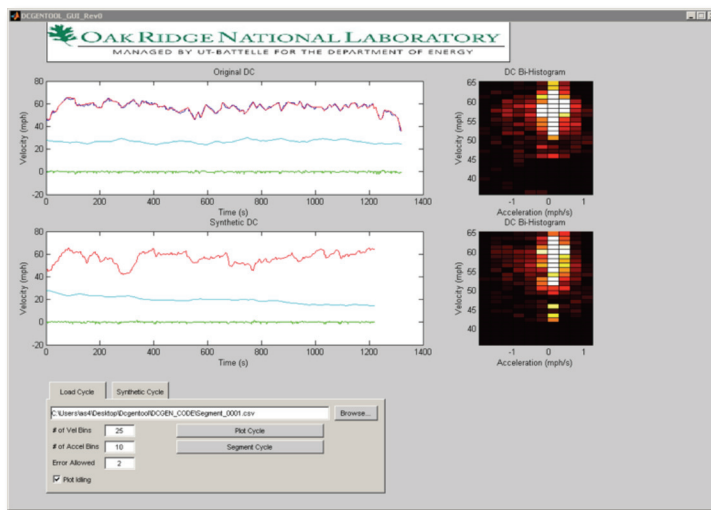 DCGENTOOL_GUI_Rev0
OAK RIDGE NATIONAL LABORATORY
MANAGED BY UT-BATTELLE FOR THE DEPARTMENT OF ENERGY
Original DC
80
60
40
20
0
-20
Velocity (mph)
0 200 400 600 800 1000 1200 1400
Time (s)
DC Bi-Histogram
65
60
55
50
45
40
Velocity (mph)
-1 0 1
Acceleration (mph/s)
Synthetic DC
80
60
40
20
0
-20
Velocity (mph)
0 200 400 600 800 1000 1200 1400
Time (s)
DC Bi-Histogram
65
60
55
50
45
40
Velocity (mph)
-1 0 1
Acceleration (mph/s)
Load Cycle Synthetic Cycle
C:\Users\as4\Desktop\Dcgentool\DCGEN_CODE\Segment_0001.csv Browse...
# of Vel Bins 25 Plot Cycle
# of Accel Bins 10 Segment Cycle
Error Allowed 2
Plot Idling